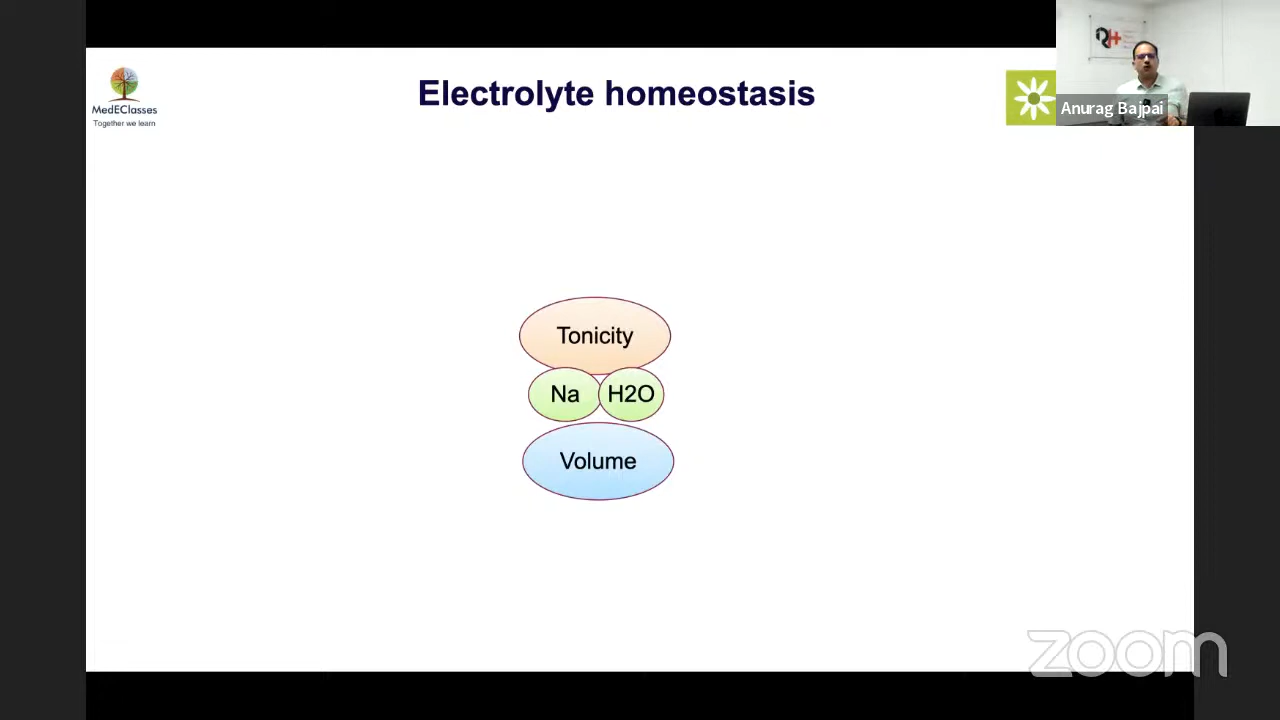 MedEClasses
Together we learn
Electrolyte homeostasis
Anurag Bajpai
Tonicity
Na
H2O
Volume
zoom